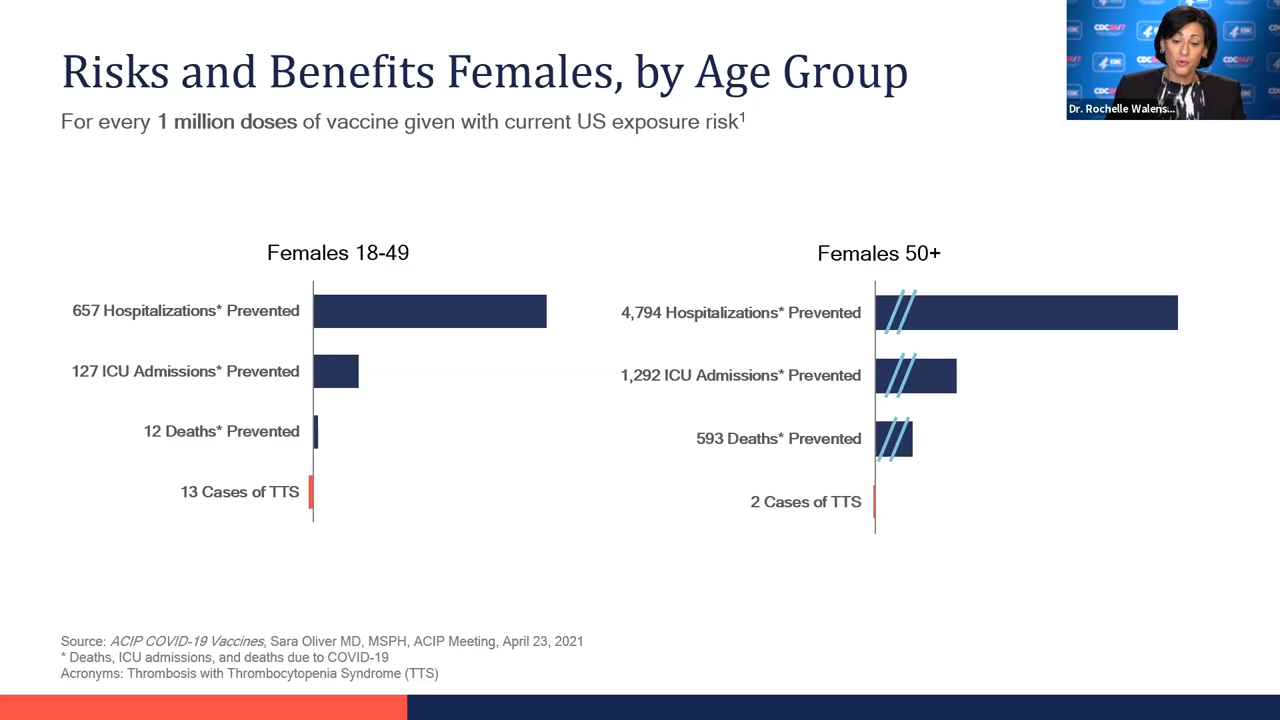 Risks and Benefits Females, by Age Group
For every 1 million doses of vaccine given with current US exposure risk1
Dr. Rochelle Walens...
Females 18-49
657 Hospitalizations* Prevented
127 ICU Admissions* Prevented
12 Deaths* Prevented
13 Cases of TTS
Females 50+
4,794 Hospitalizations* Prevented
1,292 ICU Admissions* Prevented
593 Deaths* Prevented
2 Cases of TTS
Source: ACIP COVID-19 Vaccines, Sara Oliver MD, MSPH, ACIP Meeting, April 23, 2021
* Deaths, ICU admissions, and deaths due to COVID-19
Acronyms: Thrombosis with Thrombocytopenia Syndrome (TTS)